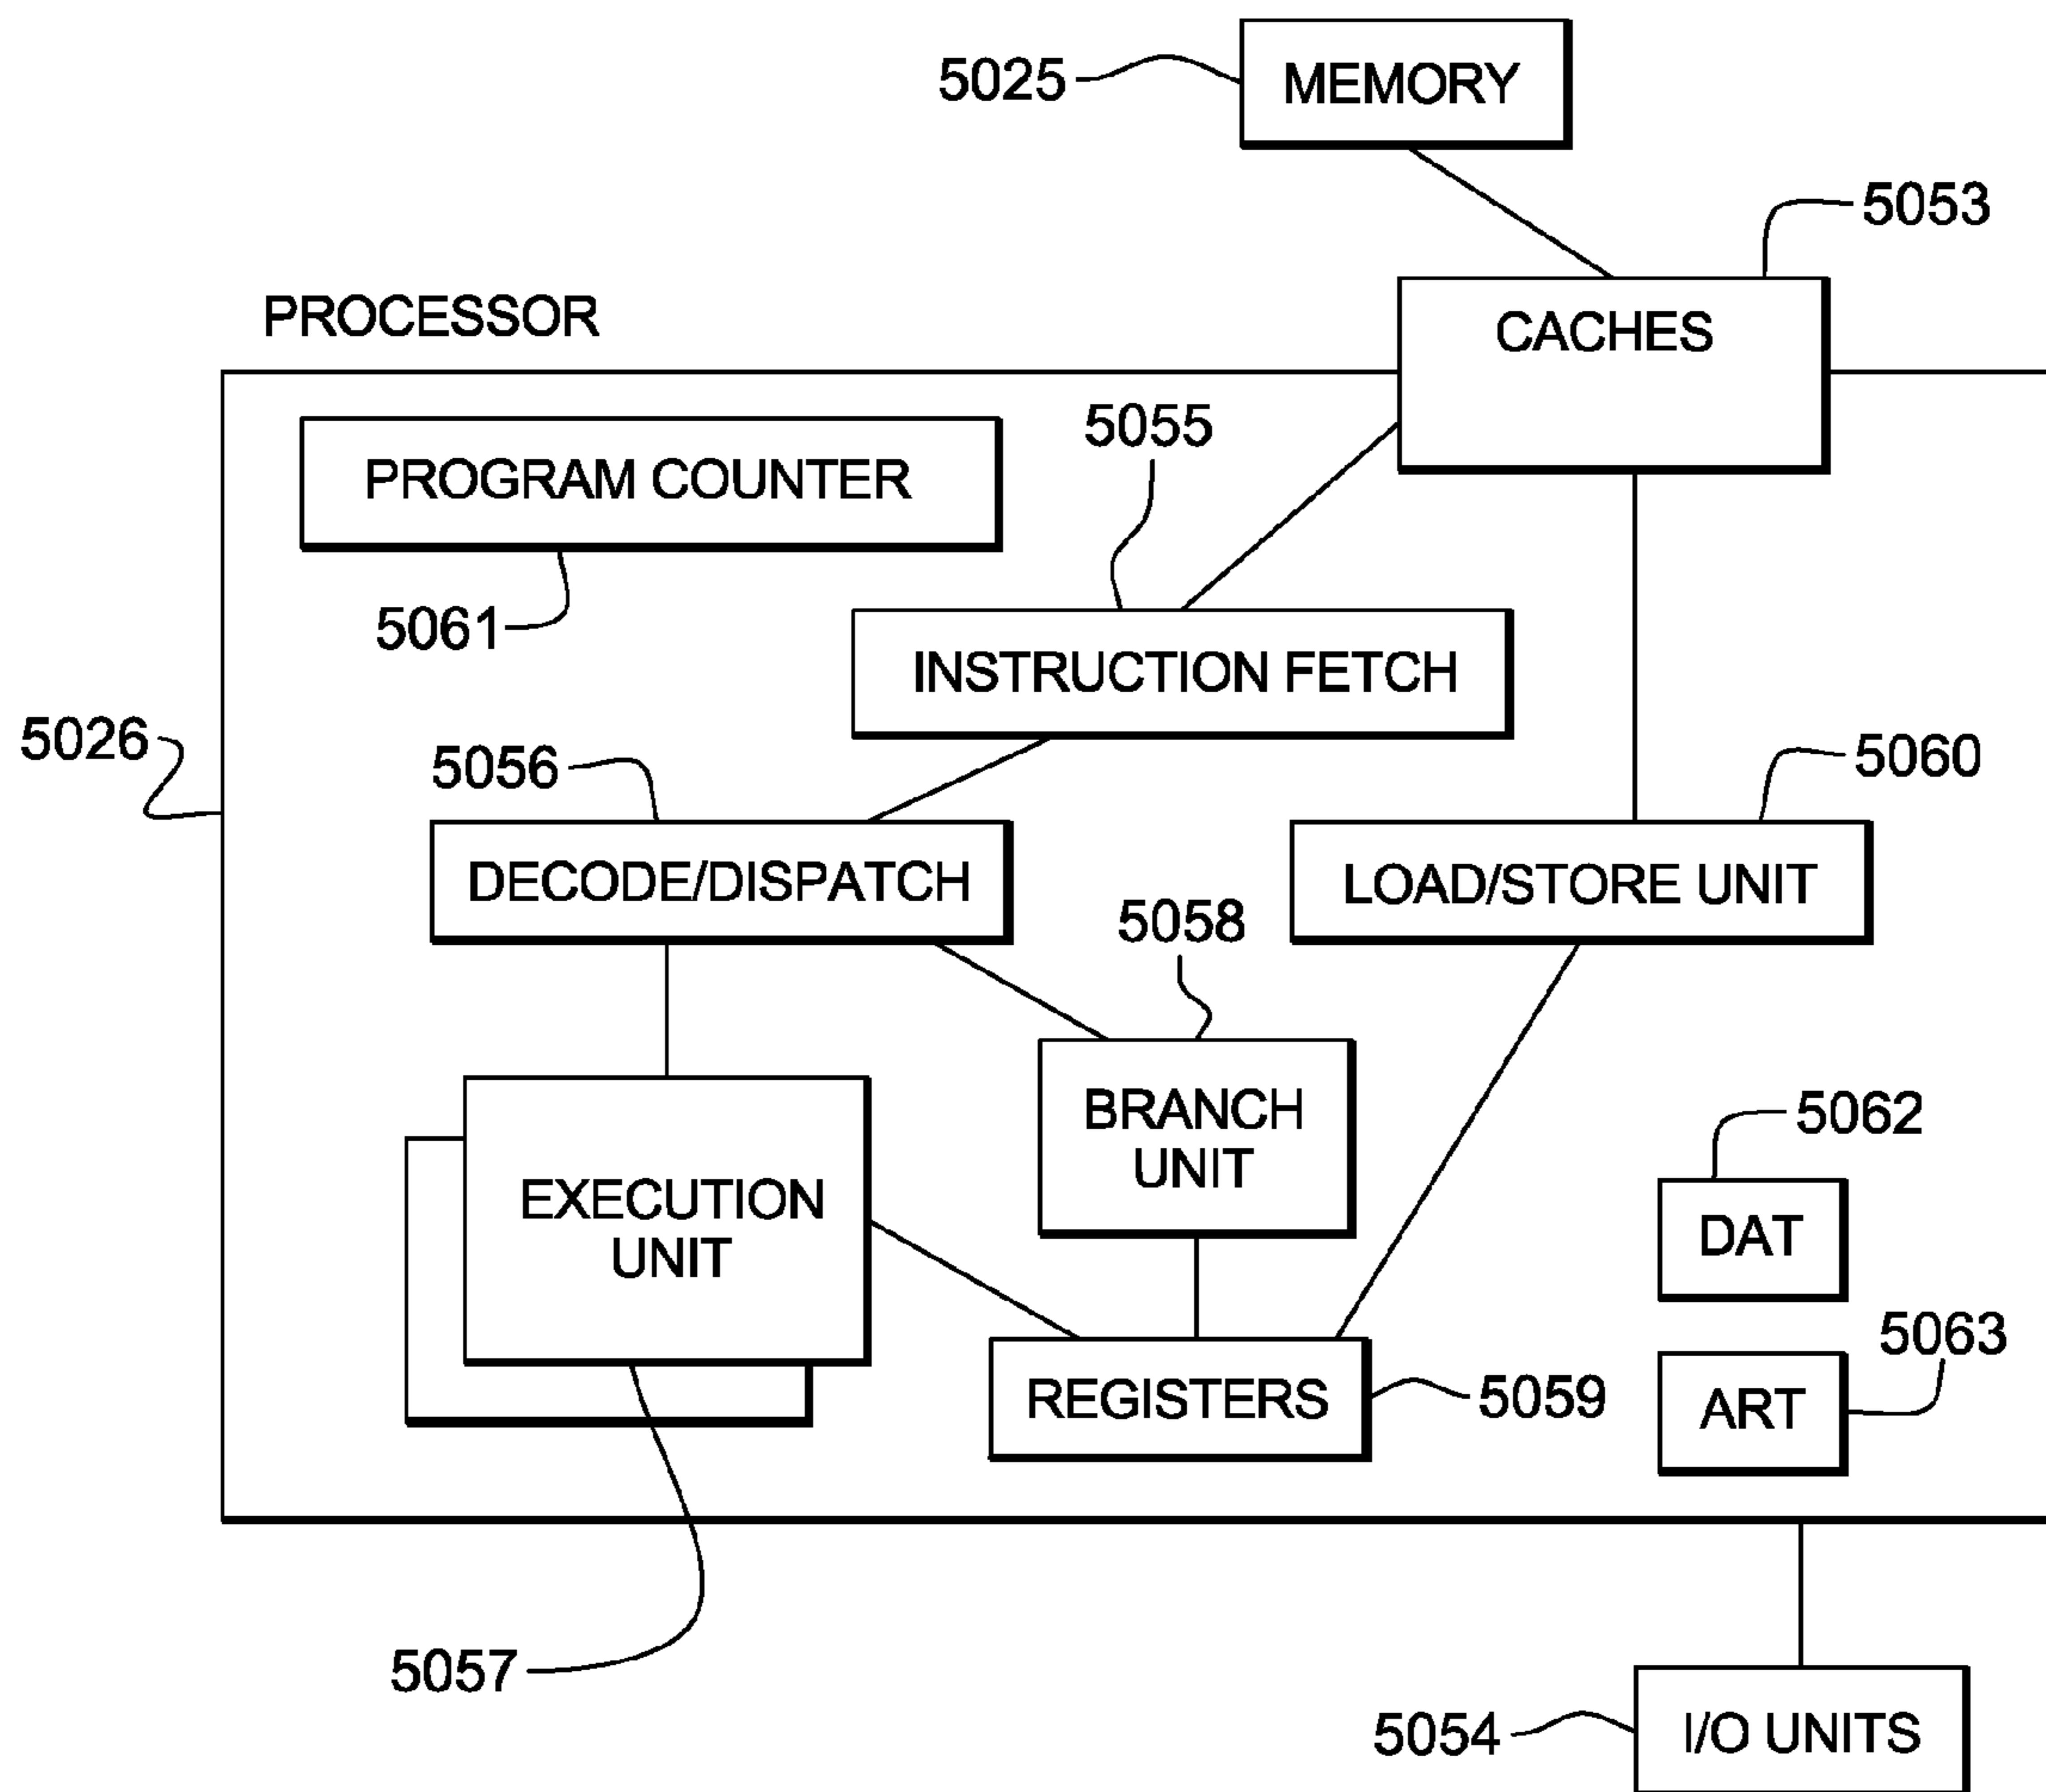 MEMORY
5025
5053
CACHES
PROCESSOR
PROGRAM COUNTER
5055
5061
INSTRUCTION FETCH
5026
5056
5060
DECODE/DISPATCH
LOAD/STORE UNIT
5058
BRANCH
UNIT
5062
EXECUTION
UNIT
DAT
5063
REGISTERS
5059
ART
5057
5054
I/O UNITS